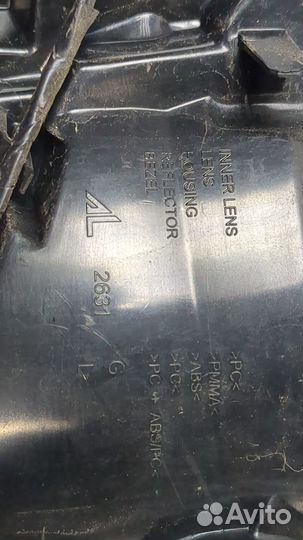 INNER LENS >PC<
LENS >PMMA<
HOUSING >ABS<
REFLECTOR >PC<
BEZEL >PC + ABS/PC<
AL 2631 G
L
Avito